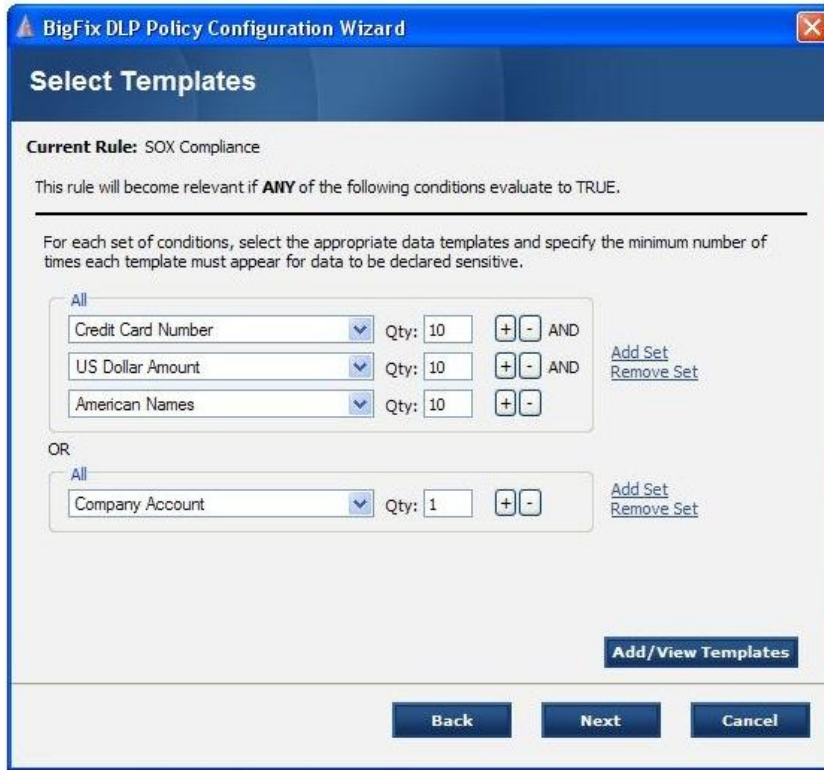 BigFix DLP Policy Configuration Wizard
Select Templates
Current Rule: SOX Compliance
This rule will become relevant if ANY of the following conditions evaluate to TRUE.
For each set of conditions, select the appropriate data templates and specify the minimum number of
times each template must appear for data to be declared sensitive.
All
Credit Card Number Qty: 10 + - AND
US Dollar Amount Qty: 10 + - AND
American Names Qty: 10 + -
Add Set
Remove Set
OR
All
Company Account Qty: 1 + -
Add Set
Remove Set
Add/View Templates
Back Next Cancel